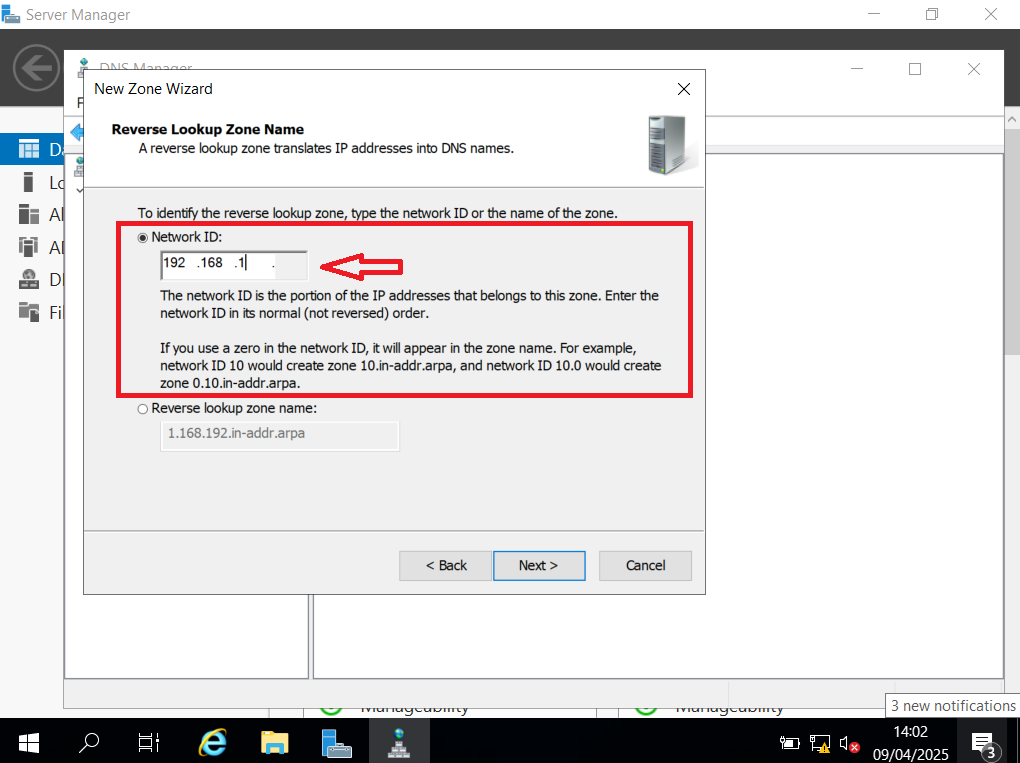 Server Manager
DNS Manager
New Zone Wizard
Reverse Lookup Zone Name
A reverse lookup zone translates IP addresses into DNS names.
To identify the reverse lookup zone, type the network ID or the name of the zone.
Network ID:
192 .168 .1 .
The network ID is the portion of the IP addresses that belongs to this zone. Enter the
network ID in its normal (not reversed) order.
If you use a zero in the network ID, it will appear in the zone name. For example,
network ID 10 would create zone 10.in-addr.arpa, and network ID 10.0 would create
zone 0.10.in-addr.arpa.
Reverse lookup zone name:
1.168.192.in-addr.arpa
< Back Next > Cancel
Manageability Manageability
3 new notifications
14:02
09/04/2025
3